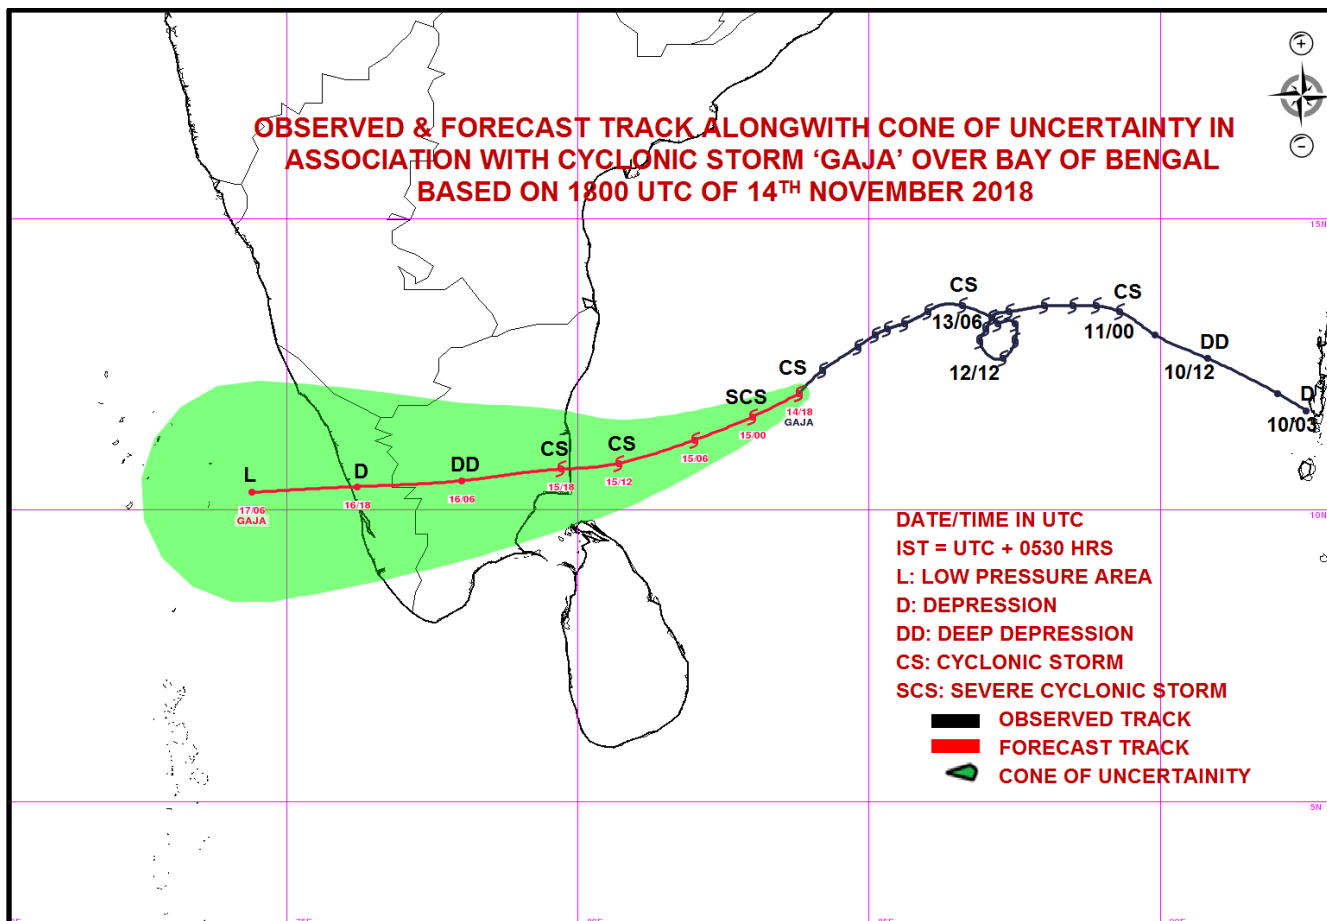 OBSERVED & FORECAST TRACK ALONGWITH CONE OF UNCERTAINTY IN
ASSOCIATION WITH CYCLONIC STORM ‘GAJA’ OVER BAY OF BENGAL
BASED ON 1800 UTC OF 14TH NOVEMBER 2018
15N
CS
CS
13/06
11/00
DD
12/12
10/12
D
10/03
CS
14/18
GAJA
SCS
15/00
15/06
CS
15/12
CS
15/18
DD
16/06
D
16/18
L
17/06
GAJA
10N
DATE/TIME IN UTC
IST = UTC + 0530 HRS
L: LOW PRESSURE AREA
D: DEPRESSION
DD: DEEP DEPRESSION
CS: CYCLONIC STORM
SCS: SEVERE CYCLONIC STORM
OBSERVED TRACK
FORECAST TRACK
CONE OF UNCERTAINITY
5N